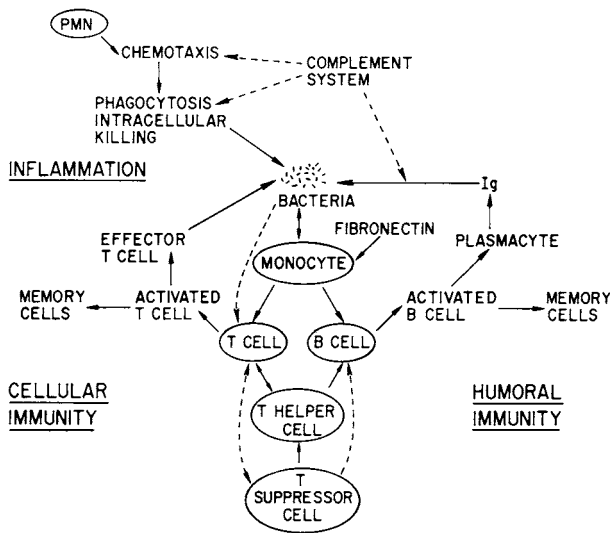 PMN
CHEMOTAXIS
COMPLEMENT
SYSTEM
PHAGOCYTOSIS
INTRACELLULAR
KILLING
INFLAMMATION
BACTERIA
Ig
FIBRONECTIN
PLASMACYTE
EFFECTOR
T CELL
MONOCYTE
MEMORY
CELLS
ACTIVATED
T CELL
ACTIVATED
B CELL
MEMORY
CELLS
T CELL
B CELL
CELLULAR
IMMUNITY
HUMORAL
IMMUNITY
T HELPER
CELL
T
SUPPRESSOR
CELL